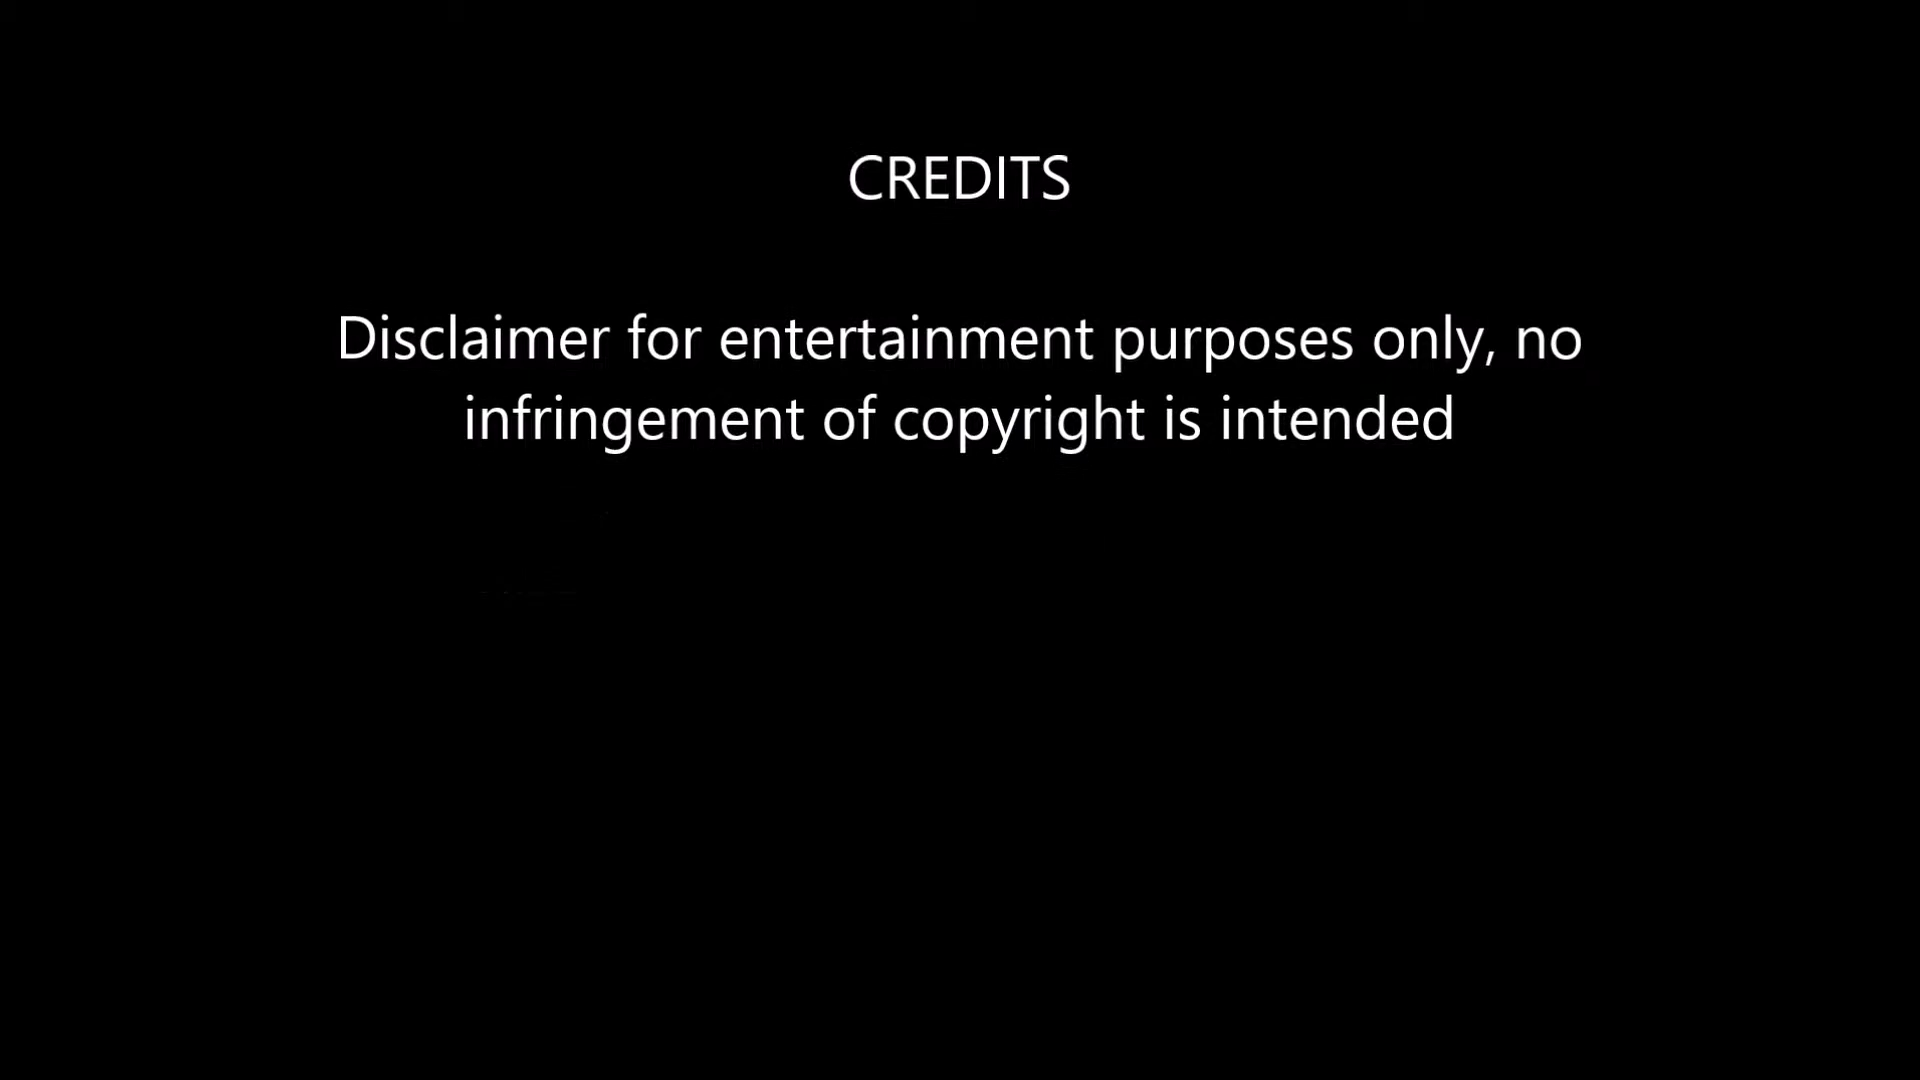 CREDITS
Disclaimer for entertainment purposes only, no
infringement of copyright is intended